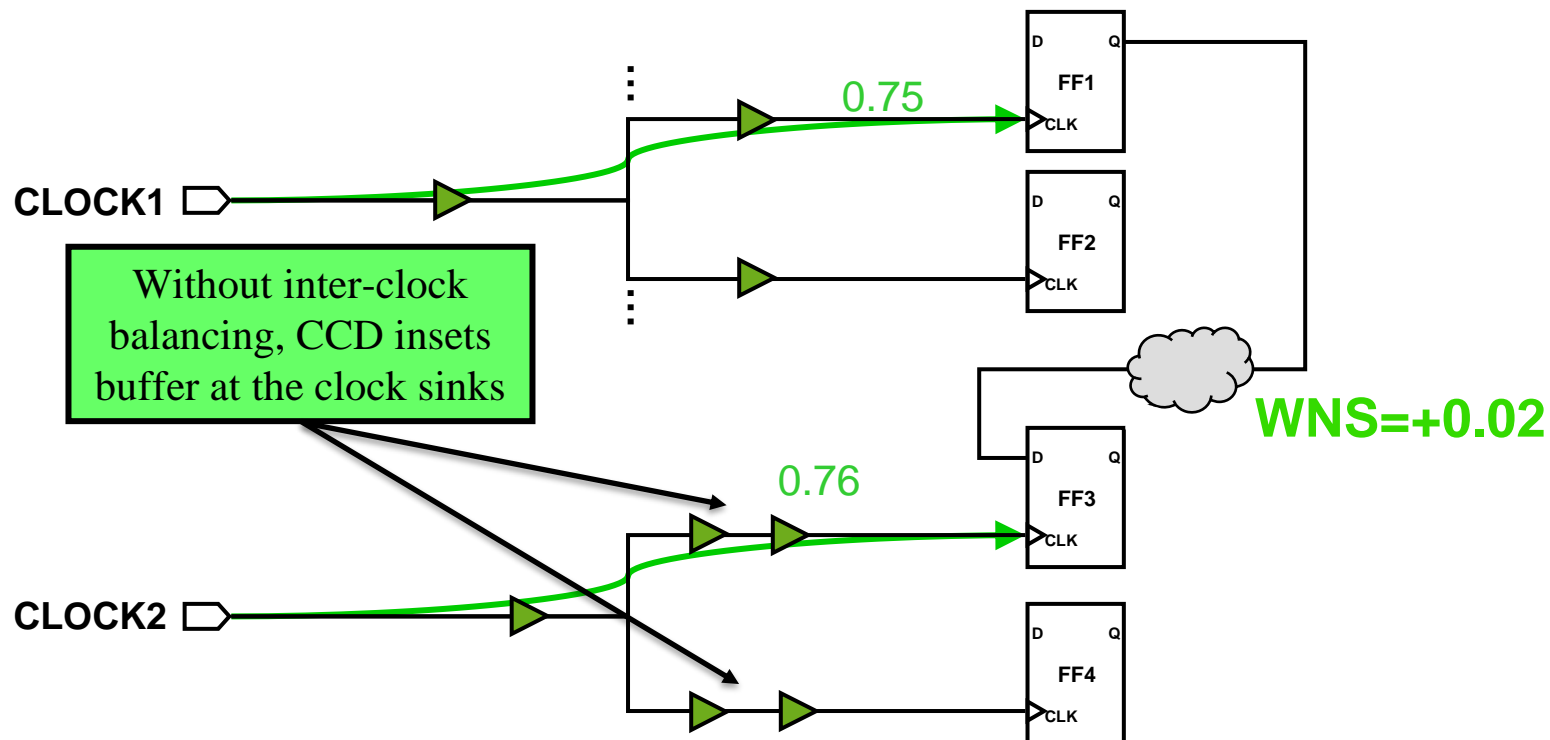 D Q
FF1
CLK
0.75
CLOCK1
D Q
FF2
CLK
Without inter-clock
balancing, CCD insets
buffer at the clock sinks
WNS=+0.02
D Q
FF3
CLK
0.76
CLOCK2
D Q
FF4
CLK